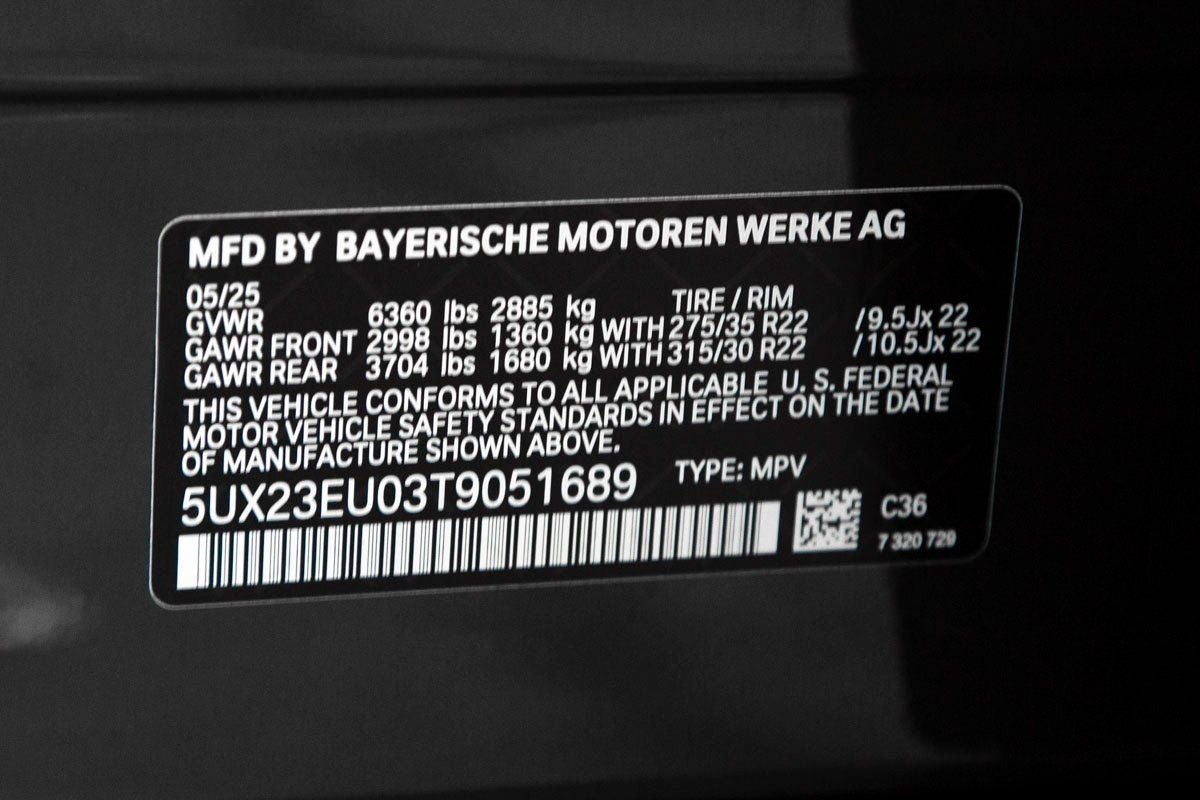 MFD BY BAYERISCHE MOTOREN WERKE AG
05/25
GVWR 6360 lbs 2885 kg TIRE / RIM
GAWR FRONT 2998 lbs 1360 kg WITH 275/35 R22 /9.5Jx 22
GAWR REAR 3704 lbs 1680 kg WITH 315/30 R22 /10.5Jx 22
THIS VEHICLE CONFORMS TO ALL APPLICABLE U. S. FEDERAL
MOTOR VEHICLE SAFETY STANDARDS IN EFFECT ON THE DATE
OF MANUFACTURE SHOWN ABOVE.
5UX23EU03T9051689 TYPE: MPV
C36
7 320 729